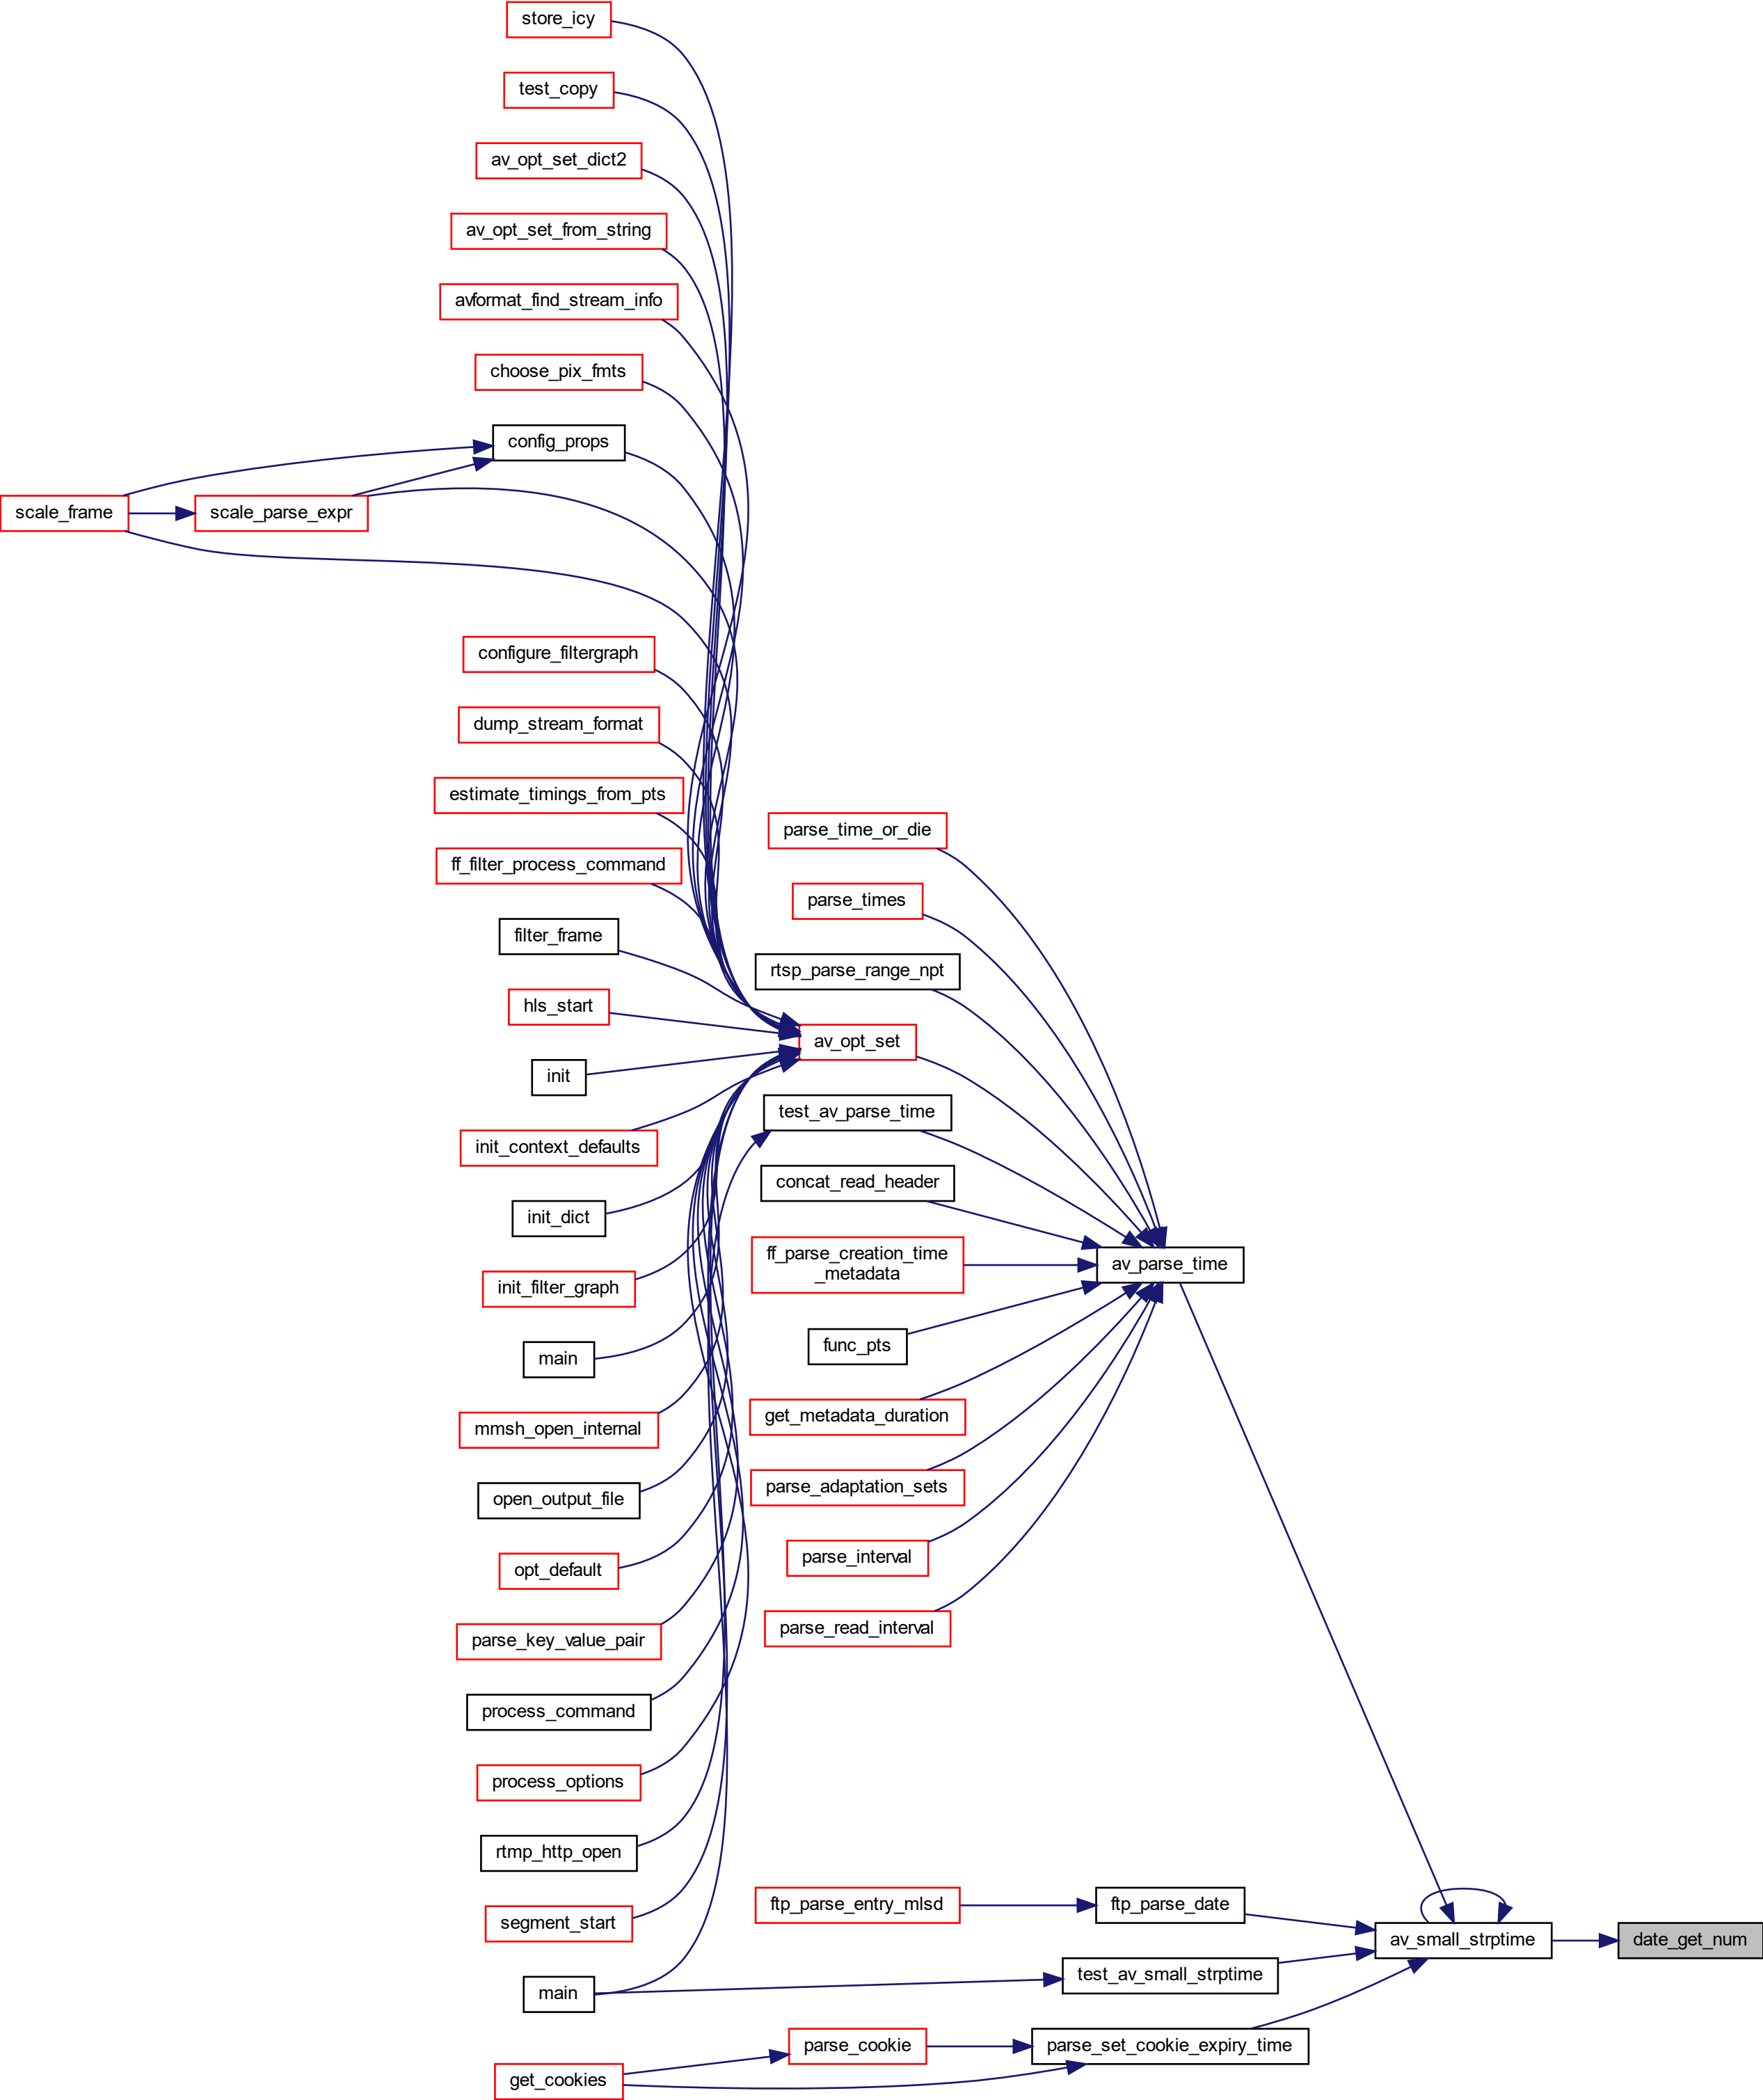 store_icy
test_copy
av_opt_set_dict2
av_opt_set_from_string
avformat_find_stream_info
choose_pix_fmts
config_props
scale_frame
scale_parse_expr
configure_filtergraph
dump_stream_format
estimate_timings_from_pts
ff_filter_process_command
filter_frame
hls_start
init
init_context_defaults
init_dict
init_filter_graph
main
mmsh_open_internal
open_output_file
opt_default
parse_key_value_pair
process_command
process_options
rtmp_http_open
segment_start
main
get_cookies
parse_time_or_die
parse_times
rtsp_parse_range_npt
av_opt_set
test_av_parse_time
concat_read_header
ff_parse_creation_time
_metadata
func_pts
get_metadata_duration
parse_adaptation_sets
parse_interval
parse_read_interval
ftp_parse_entry_mlsd
parse_cookie
av_parse_time
ftp_parse_date
test_av_small_strptime
parse_set_cookie_expiry_time
av_small_strptime
date_get_num